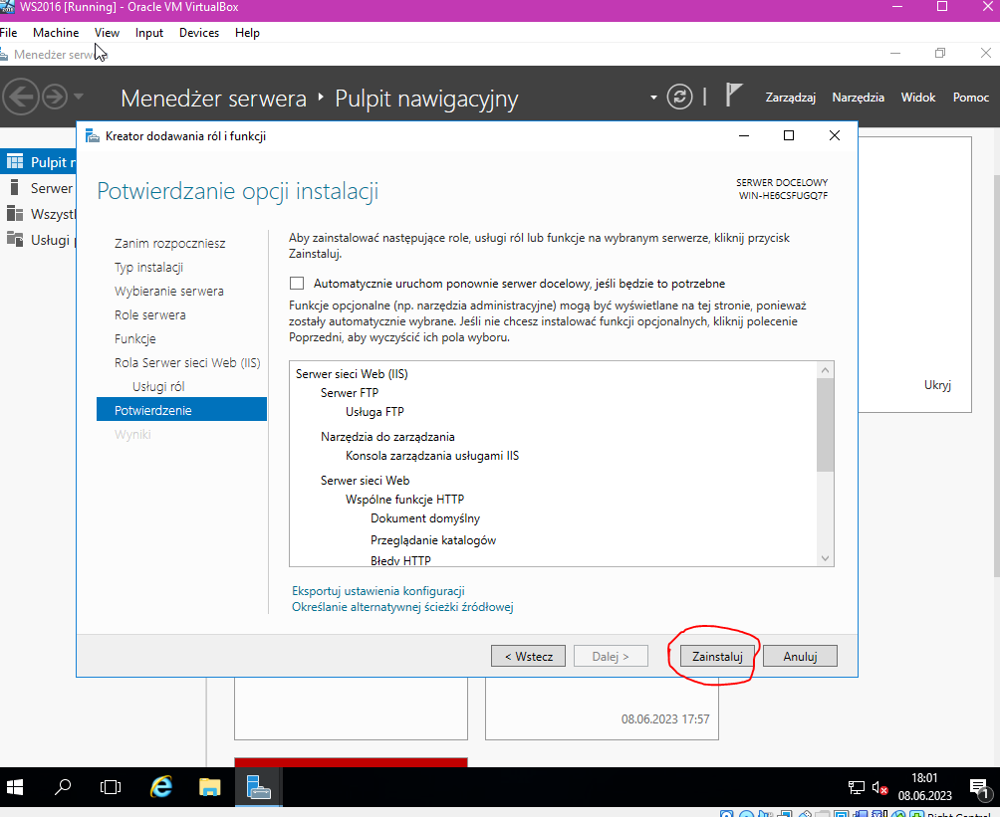 WS2016 [Running] - Oracle VM VirtualBox
File Machine View Input Devices Help
Menedżer
Menedżer serwera Pulpit nawigacyjny
Zarządzaj Narzędzia Widok Pomoc
Kreator dodawania ról i funkcji
Pulpit
Serwer
Usługi
Potwierdzanie opcji instalacji
SERWER DOCELOWY
WIN-HE6CSFUGQ7F
Zanim rozpoczniesz
Typ instalacji
Wybieranie serwera
Role serwera
Funkcje
Rola Serwer sieci Web (IIS)
Usługi ról
Potwierdzenie
Wyniki
Aby zainstalować następujące role, usługi ról lub funkcje na wybranym serwerze, kliknij przycisk
Zainstaluj.
Automatycznie uruchom ponownie serwer docelowy, jeśli będzie to potrzebne
Funkcje opcjonalne (np. narzędzia administracyjne) mogą być wyświetlane na tej stronie, ponieważ
zostały automatycznie wybrane. Jeśli nie chcesz instalować funkcji opcjonalnych, kliknij polecenie
Poprzedni, aby wyczyścić ich pola wyboru.
Serwer sieci Web (IIS)
Serwer FTP
Usługa FTP
Narzędzia do zarządzania
Konsola zarządzania usługami IIS
Serwer sieci Web
Wspólne funkcje HTTP
Dokument domyślny
Przeglądanie katalogów
Błędy HTTP
Eksportuj ustawienia konfiguracji
Określanie alternatywnej ścieżki źródłowej
< Wstecz Dalej > Zainstaluj Anuluj
Ukryj
08.06.2023 17:57
18:01
08.06.2023
1